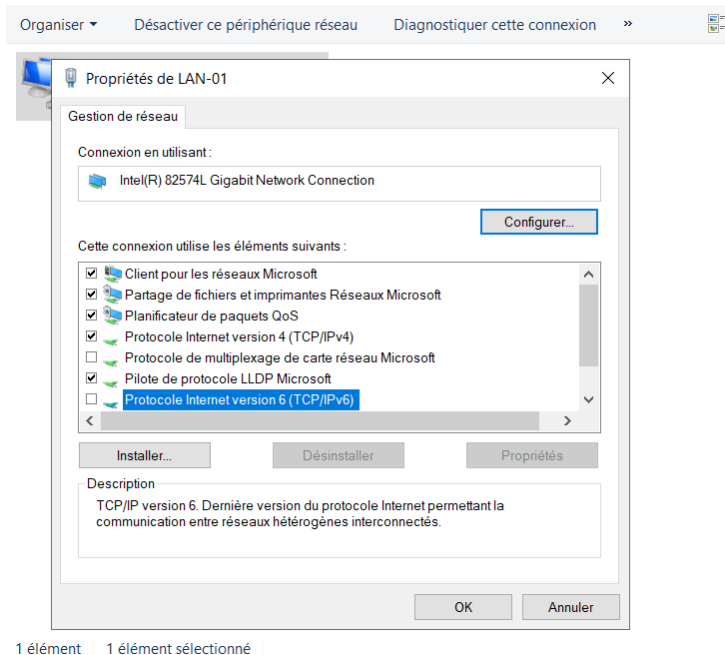 Organiser Désactiver ce périphérique réseau Diagnostiquer cette connexion »
Propriétés de LAN-01
Gestion de réseau
Connexion en utilisant :
Intel(R) 82574L Gigabit Network Connection
Configurer...
Cette connexion utilise les éléments suivants :
Client pour les réseaux Microsoft
Partage de fichiers et imprimantes Réseaux Microsoft
Planificateur de paquets QoS
Protocole Internet version 4 (TCP/IPv4)
Protocole de multiplexage de carte réseau Microsoft
Pilote de protocole LLDP Microsoft
Protocole Internet version 6 (TCP/IPv6)
Installer... Désinstaller Propriétés
Description
TCP/IP version 6. Dernière version du protocole Internet permettant la
communication entre réseaux hétérogènes interconnectés.
OK Annuler
1 élément 1 élément sélectionné